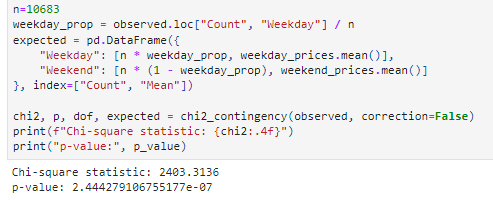 n=10683
weekday_prop = observed.loc["Count", "Weekday"] / n
expected = pd.DataFrame({
    "Weekday": [n * weekday_prop, weekday_prices.mean()],
    "Weekend": [n * (1 - weekday_prop), weekend_prices.mean()]
}, index=["Count", "Mean"])

chi2, p, dof, expected = chi2_contingency(observed, correction=False)
print(f"Chi-square statistic: {chi2:.4f}")
print("p-value:", p_value)
Chi-square statistic: 2403.3136
p-value: 2.444279106755177e-07